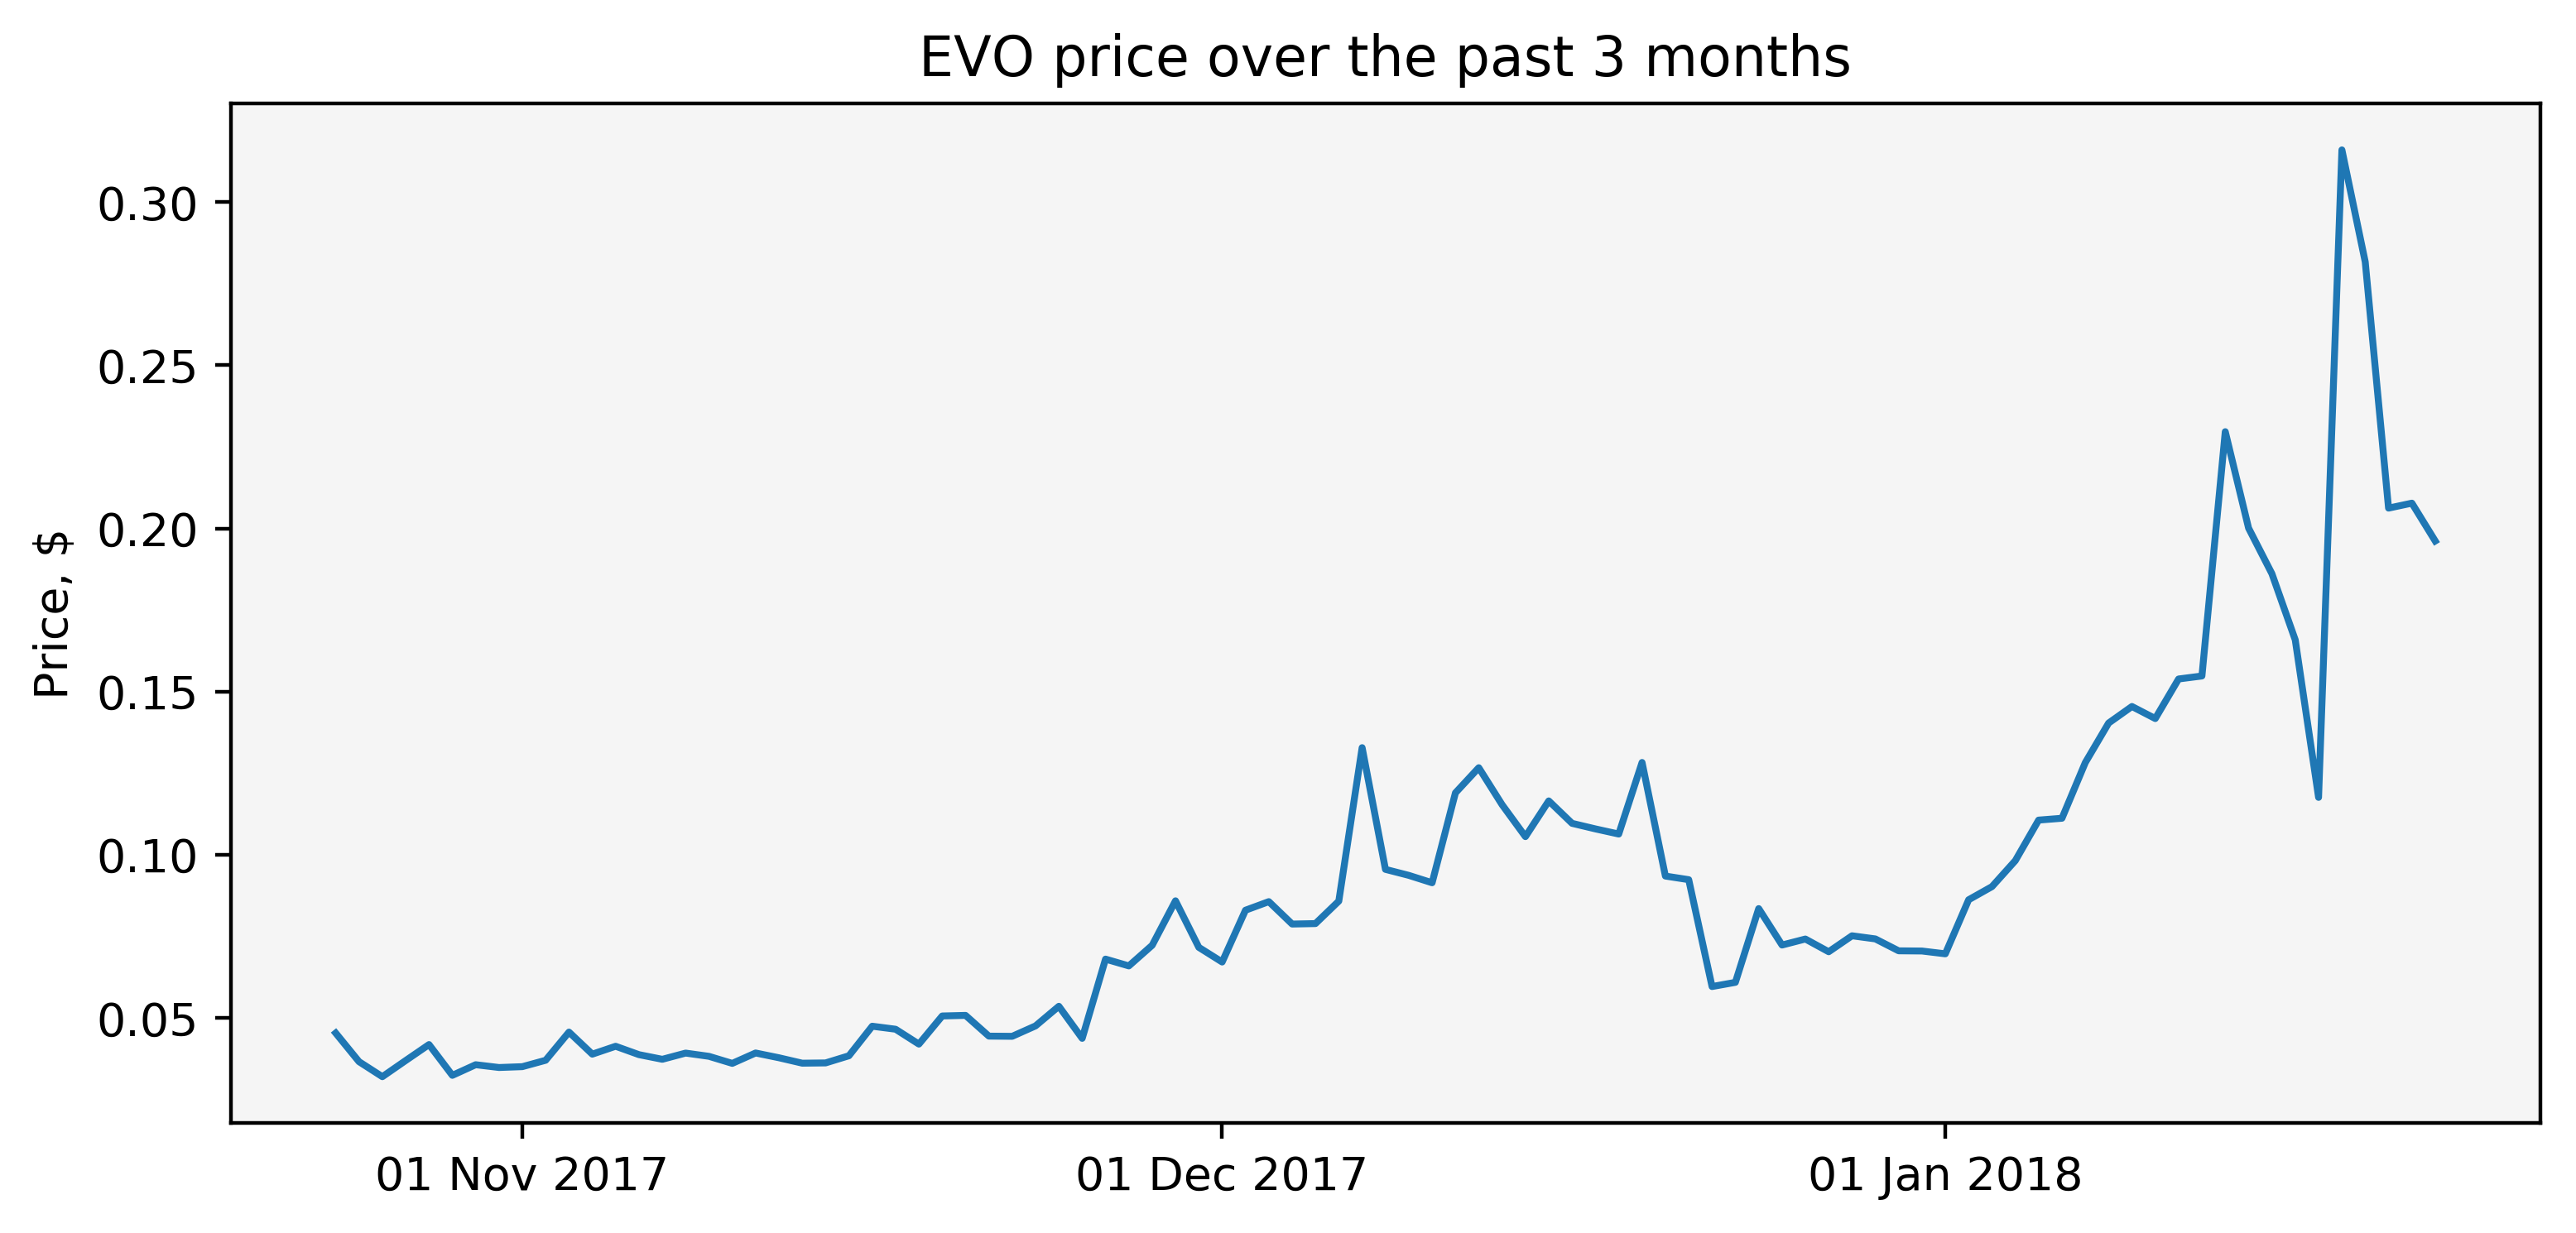 EVO price over the past 3 months
Price, $
0.30
0.25
0.20
0.15
0.10
0.05
01 Nov 2017
01 Dec 2017
01 Jan 2018